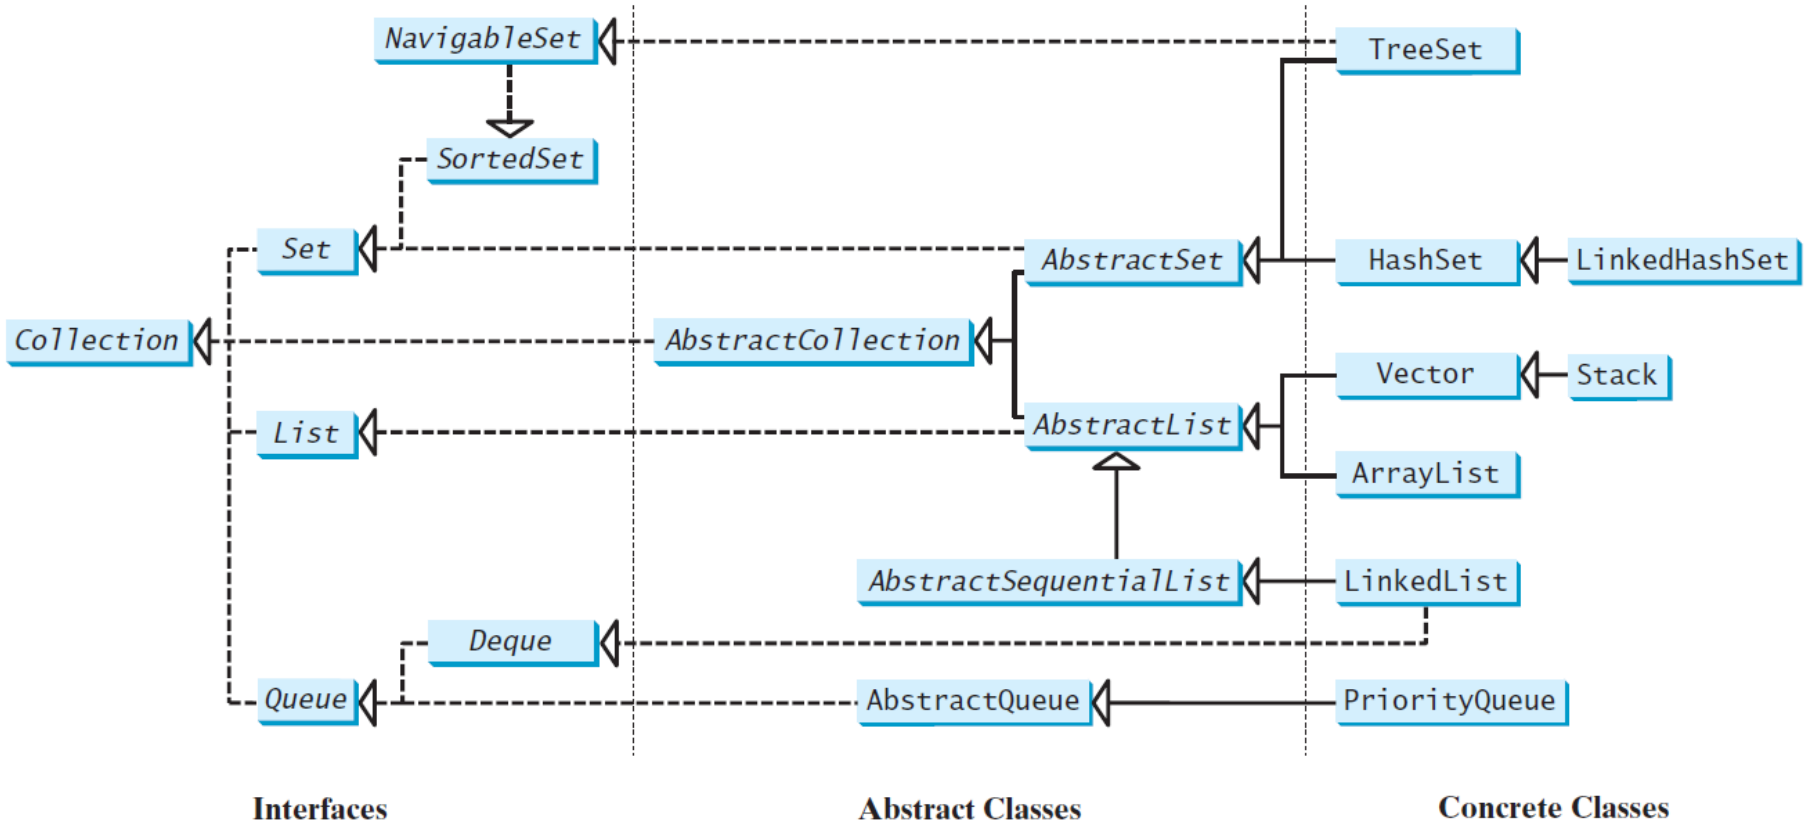 NavigableSet
TreeSet
SortedSet
Set
AbstractSet
HashSet
LinkedHashSet
Collection
AbstractCollection
Vector
Stack
List
AbstractList
ArrayList
AbstractSequentialList
LinkedList
Deque
Queue
AbstractQueue
PriorityQueue
Interfaces
Abstract Classes
Concrete Classes